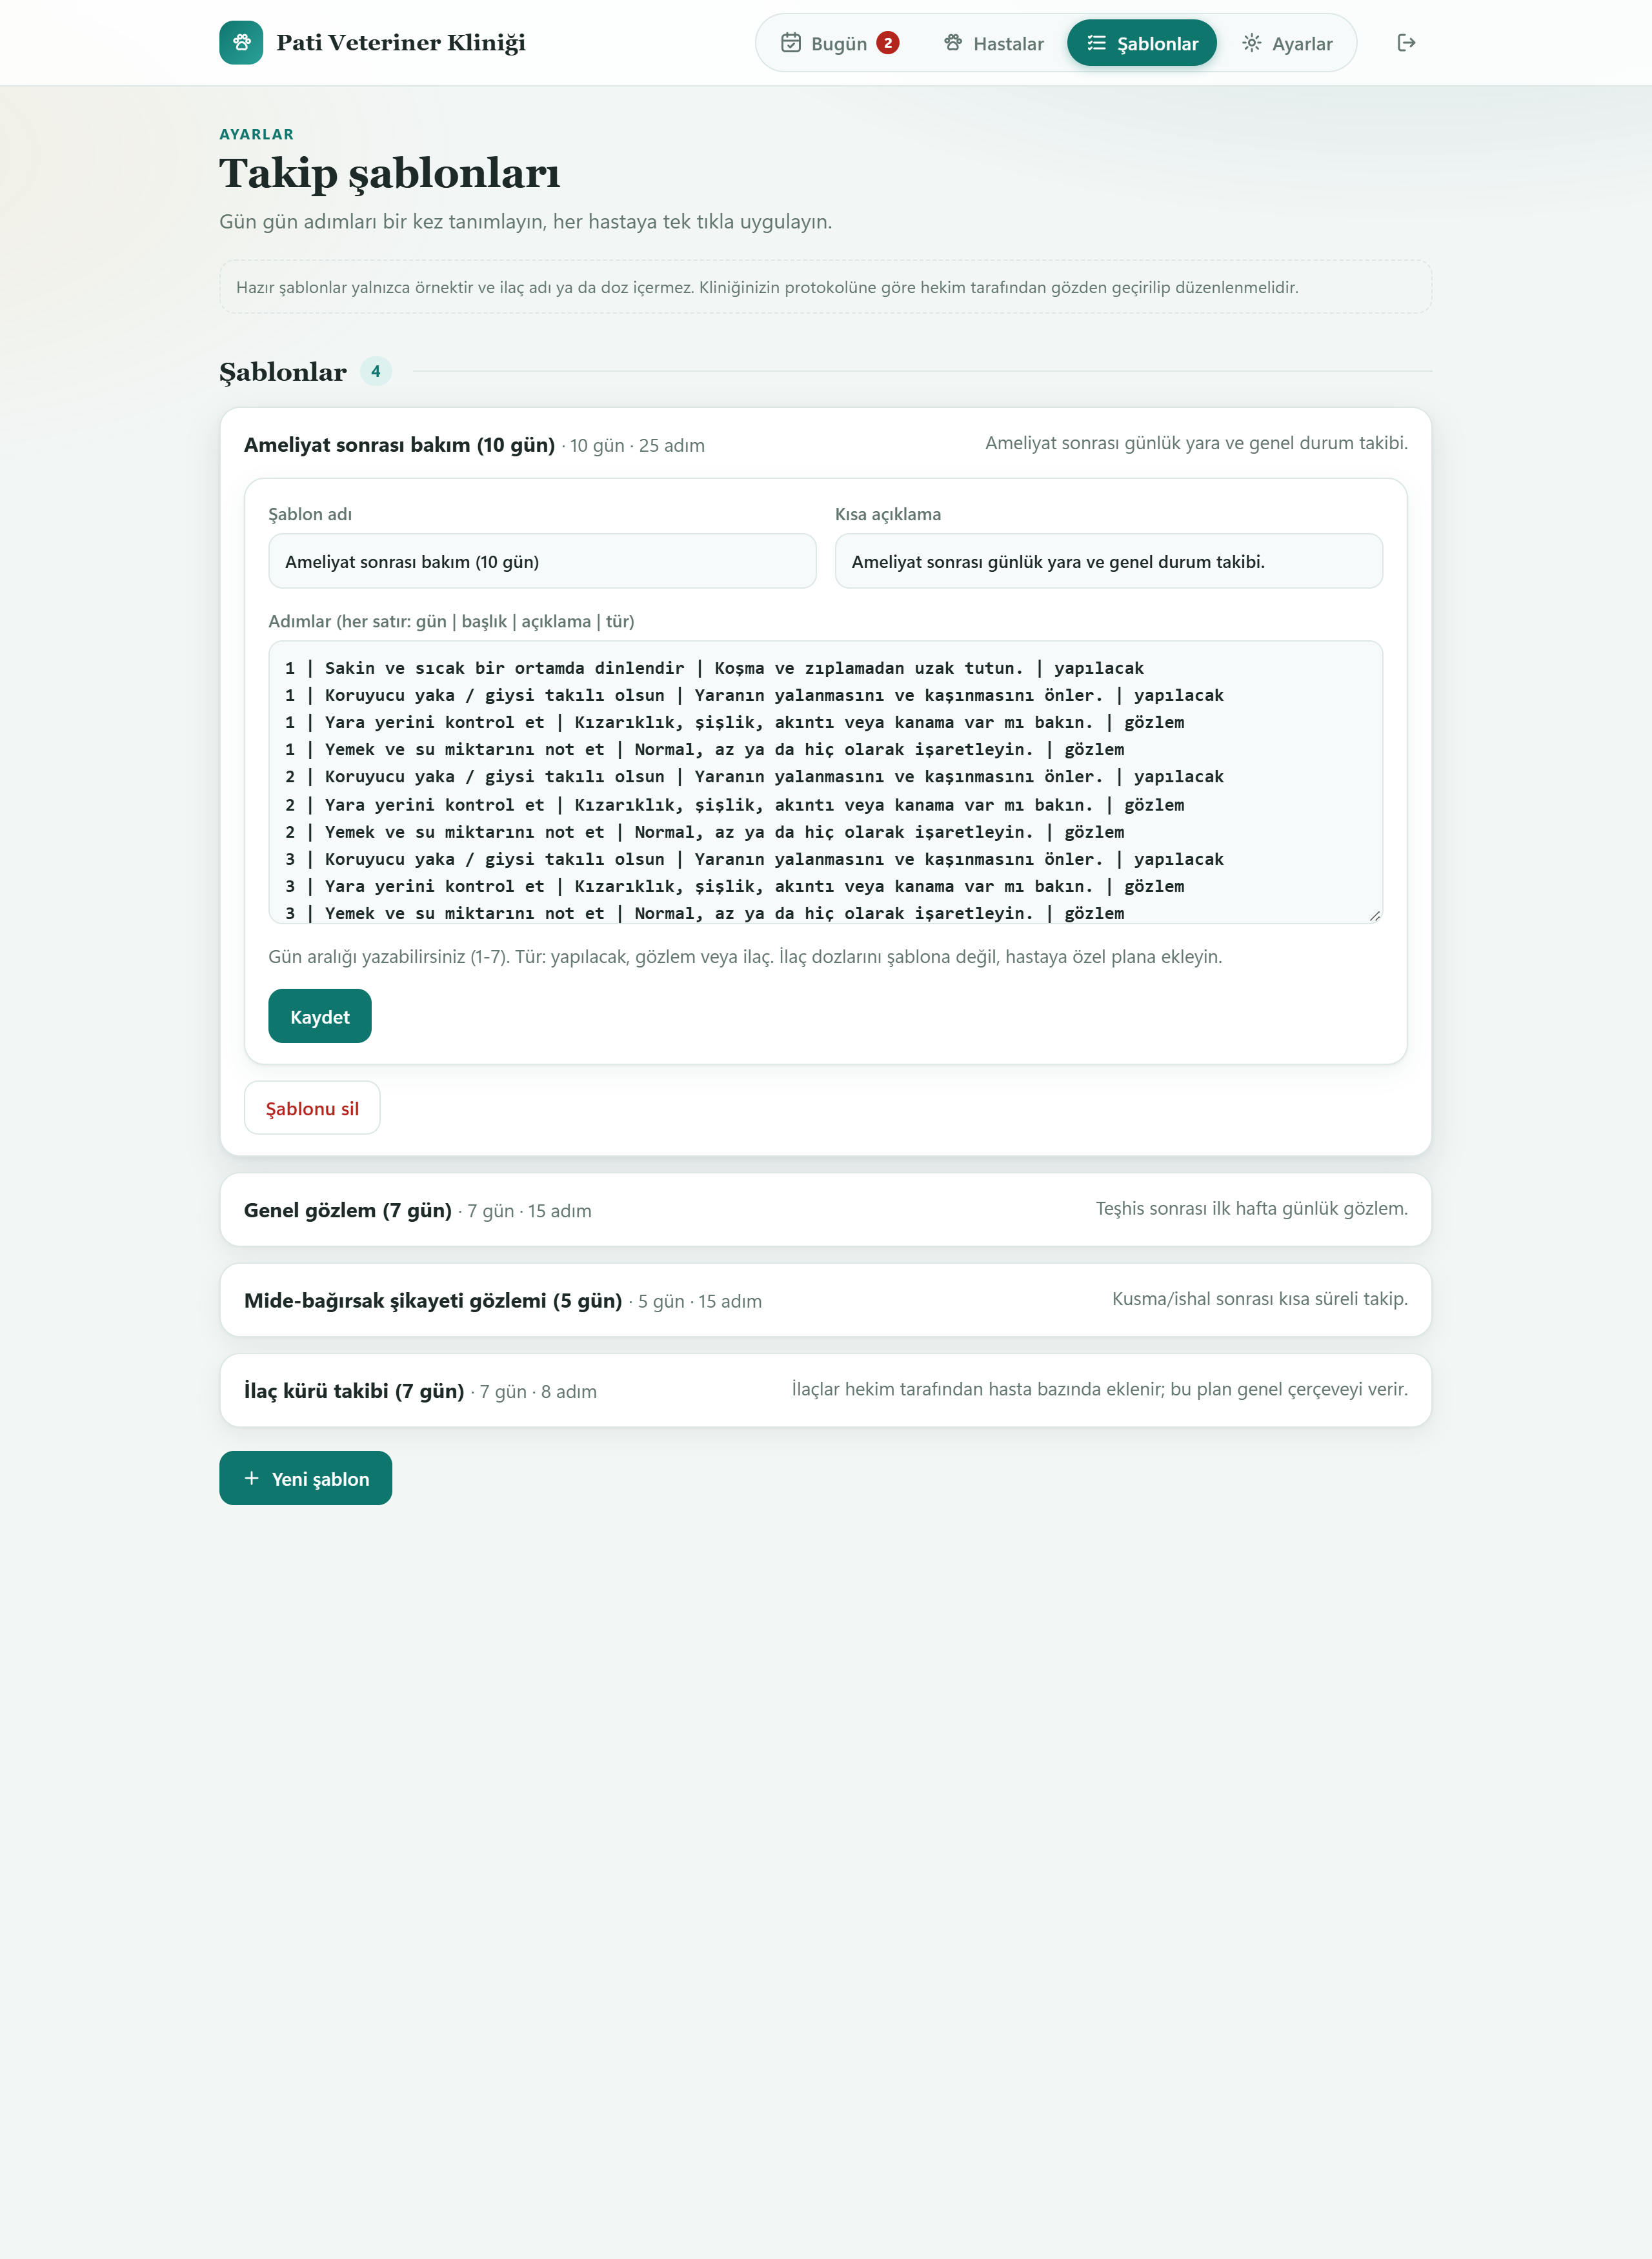 Pati Veteriner Kliniği
Bugün 2
Hastalar
Şablonlar
Ayarlar
AYARLAR
Takip şablonları
Gün gün adımları bir kez tanımlayın, her hastaya tek tıkla uygulayın.
Hazır şablonlar yalnızca örnektir ve ilaç adı ya da doz içermez. Kliniğinizin protokolüne göre hekim tarafından gözden geçirilip düzenlenmelidir.
Şablonlar 4
Ameliyat sonrası bakım (10 gün) · 10 gün · 25 adım
Ameliyat sonrası günlük yara ve genel durum takibi.
Şablon adı
Kısa açıklama
Ameliyat sonrası bakım (10 gün)
Ameliyat sonrası günlük yara ve genel durum takibi.
Adımlar (her satır: gün | başlık | açıklama | tür)
1 | Sakin ve sıcak bir ortamda dinlendir | Koşma ve zıplamadan uzak tutun. | yapılacak
1 | Koruyucu yaka / giysi takılı olsun | Yaranın yalanmasını ve kaşınmasını önler. | yapılacak
1 | Yara yerini kontrol et | Kızarıklık, şişlik, akıntı veya kanama var mı bakın. | gözlem
1 | Yemek ve su miktarını not et | Normal, az ya da hiç olarak işaretleyin. | gözlem
2 | Koruyucu yaka / giysi takılı olsun | Yaranın yalanmasını ve kaşınmasını önler. | yapılacak
2 | Yara yerini kontrol et | Kızarıklık, şişlik, akıntı veya kanama var mı bakın. | gözlem
2 | Yemek ve su miktarını not et | Normal, az ya da hiç olarak işaretleyin. | gözlem
3 | Koruyucu yaka / giysi takılı olsun | Yaranın yalanmasını ve kaşınmasını önler. | yapılacak
3 | Yara yerini kontrol et | Kızarıklık, şişlik, akıntı veya kanama var mı bakın. | gözlem
3 | Yemek ve su miktarını not et | Normal, az ya da hiç olarak işaretleyin. | gözlem
Gün aralığı yazabilirsiniz (1-7). Tür: yapılacak, gözlem veya ilaç. İlaç dozlarını şablona değil, hastaya özel plana ekleyin.
Kaydet
Şablonu sil
Genel gözlem (7 gün) · 7 gün · 15 adım
Teşhis sonrası ilk hafta günlük gözlem.
Mide-bağırsak şikayeti gözlemi (5 gün) · 5 gün · 15 adım
Kusma/ishal sonrası kısa süreli takip.
İlaç kürü takibi (7 gün) · 7 gün · 8 adım
İlaçlar hekim tarafından hasta bazında eklenir; bu plan genel çerçeveyi verir.
Yeni şablon